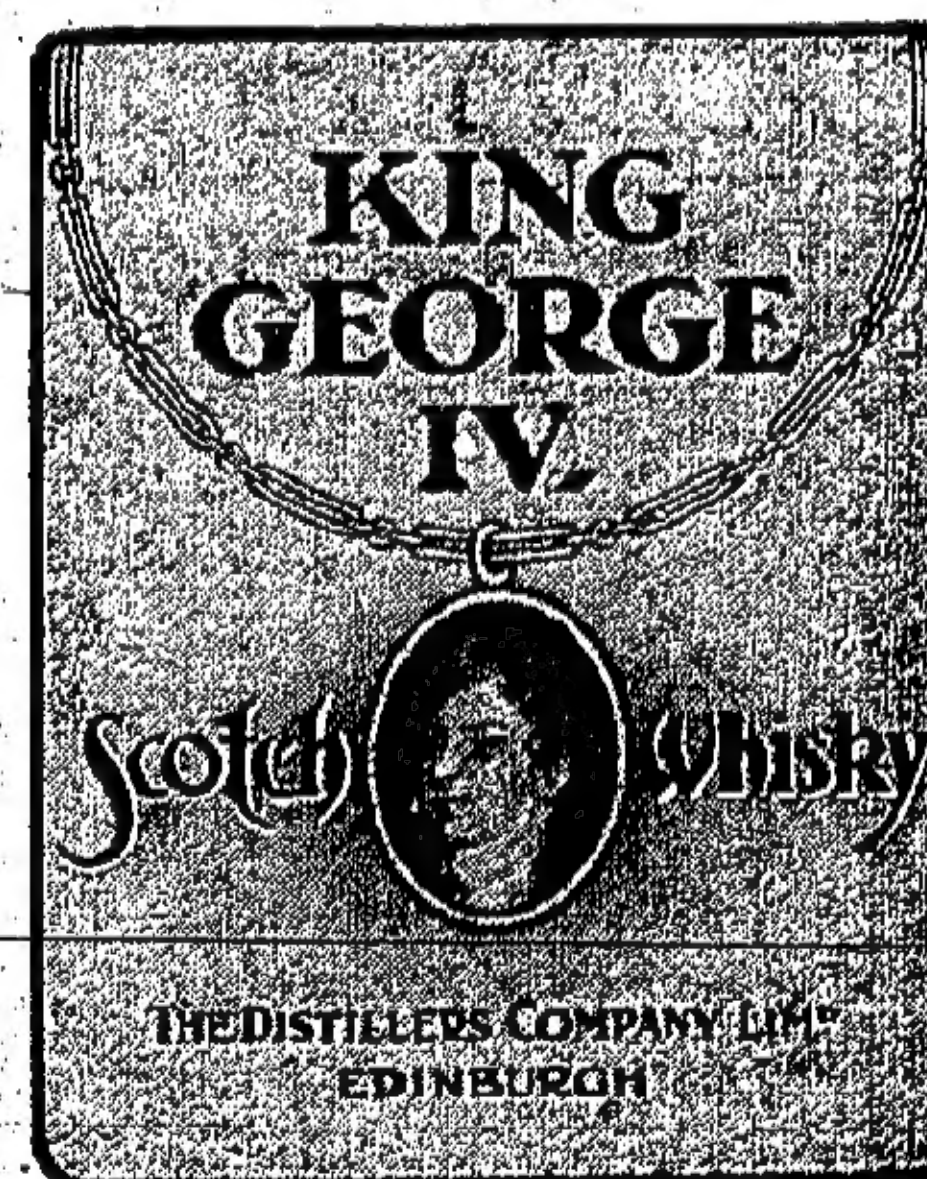 KING
GEORGE
IV.
Scotch Whisky
THE DISTILLERS COMPANY LIMD
EDINBURGH